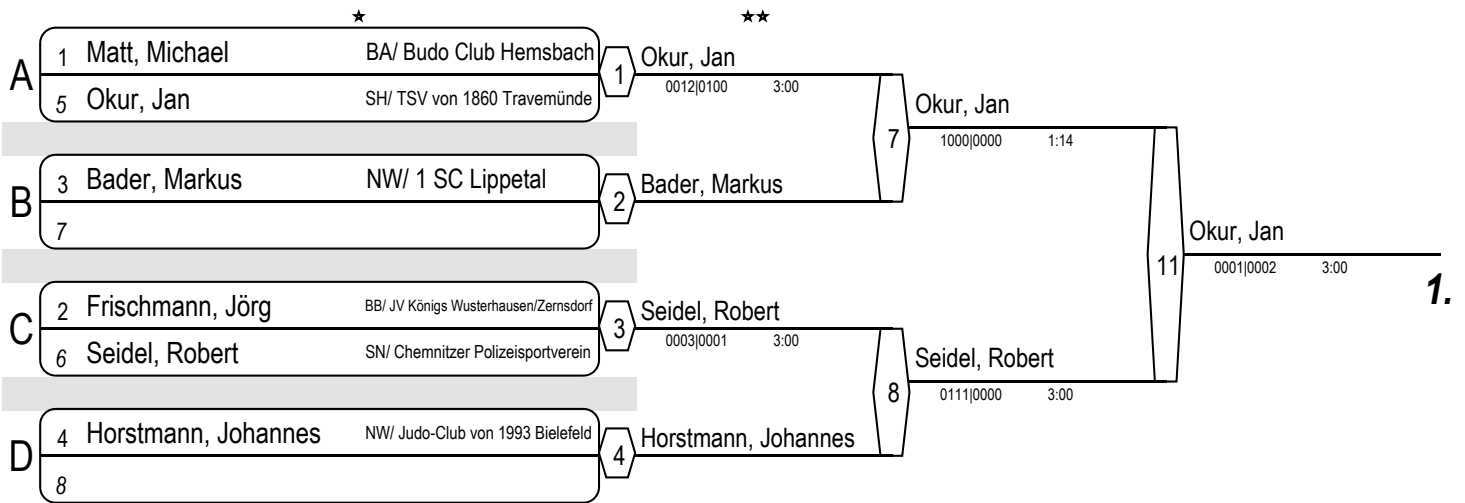 ★ ★★
A
1 Matt, Michael BA/ Budo Club Hemsbach
5 Okur, Jan SH/ TSV von 1860 Travemünde
1
Okur, Jan
0012|0100 3:00
B
3 Bader, Markus NW/ 1 SC Lippetal
7
2
Bader, Markus
7
Okur, Jan
1000|0000 1:14
C
2 Frischmann, Jörg BB/ JV Königs Wusterhausen/Zernsdorf
6 Seidel, Robert SN/ Chemnitzer Polizeisportverein
3
Seidel, Robert
0003|0001 3:00
D
4 Horstmann, Johannes NW/ Judo-Club von 1993 Bielefeld
8
4
Horstmann, Johannes
8
Seidel, Robert
0111|0000 3:00
11
Okur, Jan
0001|0002 3:00
1.